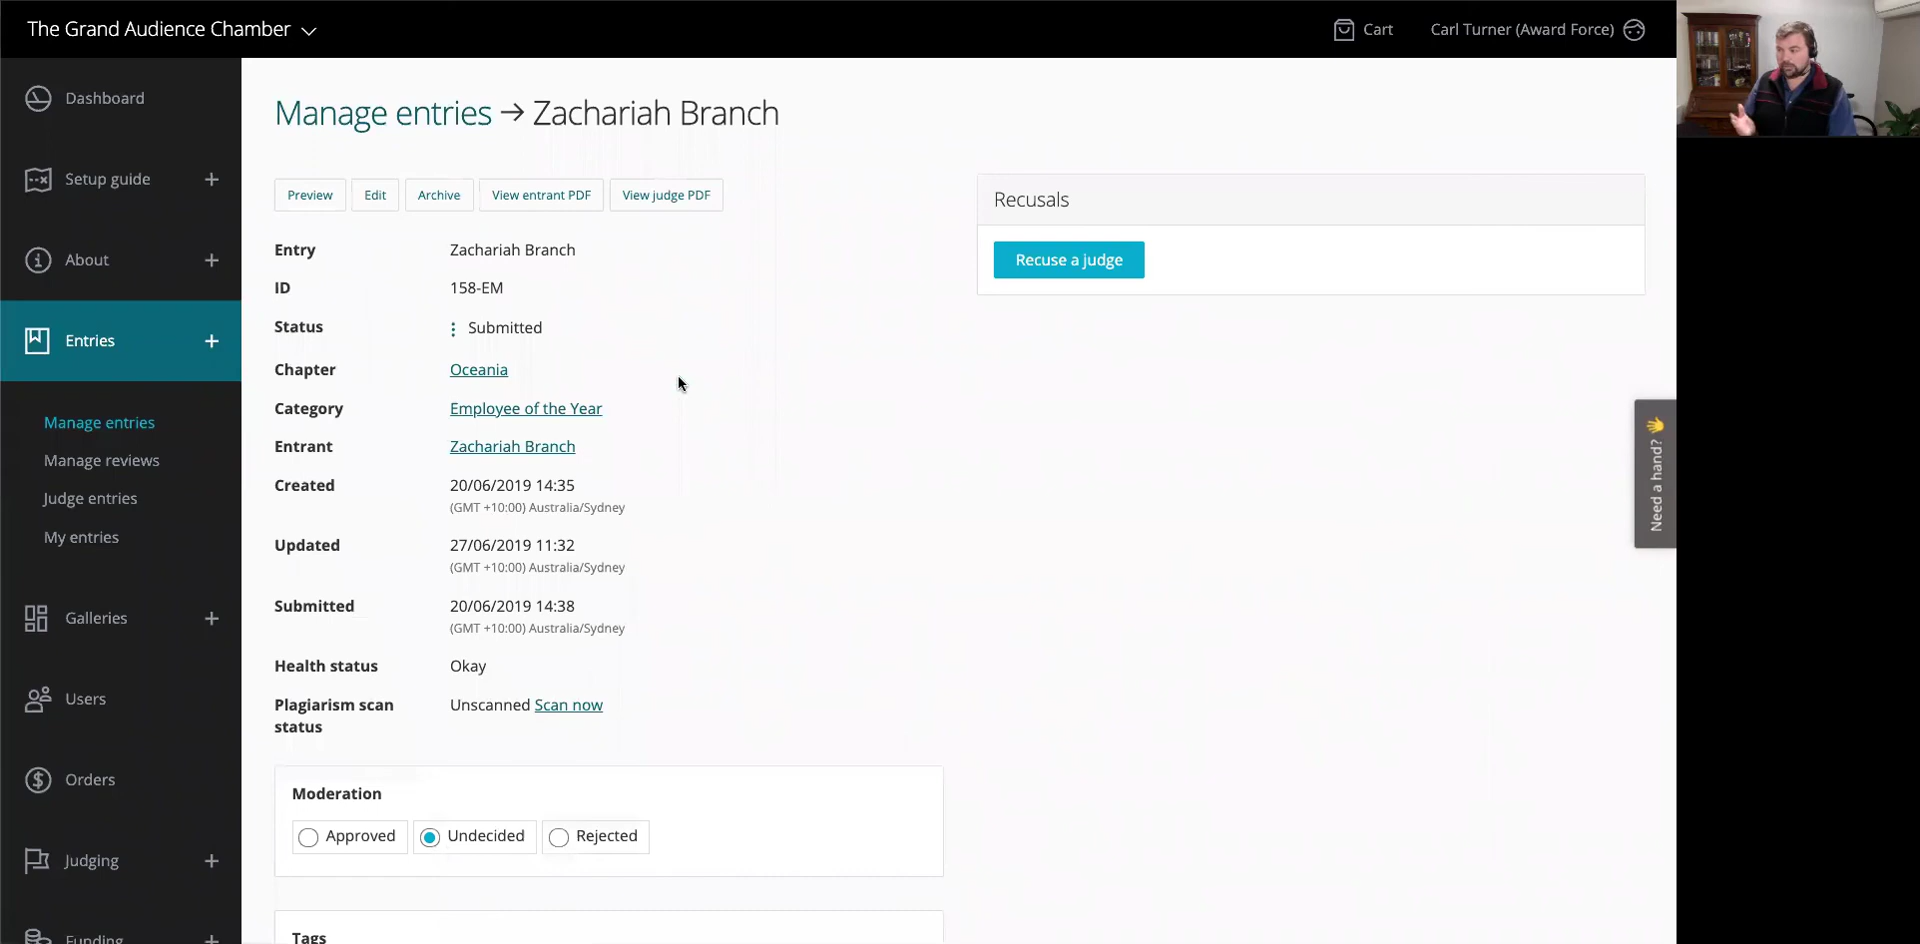 The Grand Audience Chamber
Cart
Carl Turner (Award Force)
Dashboard
Setup guide
About
Entries
Manage entries
Manage reviews
Judge entries
My entries
Galleries
Users
Orders
Judging
Funding
Manage entries → Zachariah Branch
Preview
Edit
Archive
View entrant PDF
View judge PDF
Entry Zachariah Branch
ID 158-EM
Status Submitted
Chapter Oceania
Category Employee of the Year
Entrant Zachariah Branch
Created 20/06/2019 14:35
(GMT +10:00) Australia/Sydney
Updated 27/06/2019 11:32
(GMT +10:00) Australia/Sydney
Submitted 20/06/2019 14:38
(GMT +10:00) Australia/Sydney
Health status Okay
Plagiarism scan Unscanned Scan now
status
Moderation
Approved
Undecided
Rejected
Tags
Recusals
Recuse a judge
Need a hand? 👋